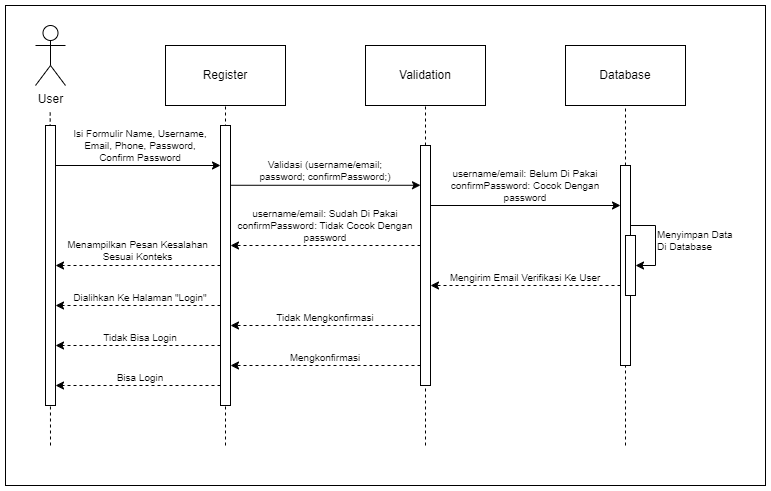 User
Register
Validation
Database
Isi Formulir Name, Username,
Email, Phone, Password,
Confirm Password
Validasi (username/email;
password; confirmPassword;)
username/email: Belum Di Pakai
confirmPassword: Cocok Dengan
password
username/email: Sudah Di Pakai
confirmPassword: Tidak Cocok Dengan
password
Menyimpan Data
Di Database
Menampilkan Pesan Kesalahan
Sesuai Konteks
Mengirim Email Verifikasi Ke User
Dialihkan Ke Halaman "Login"
Tidak Mengkonfirmasi
Tidak Bisa Login
Mengkonfirmasi
Bisa Login